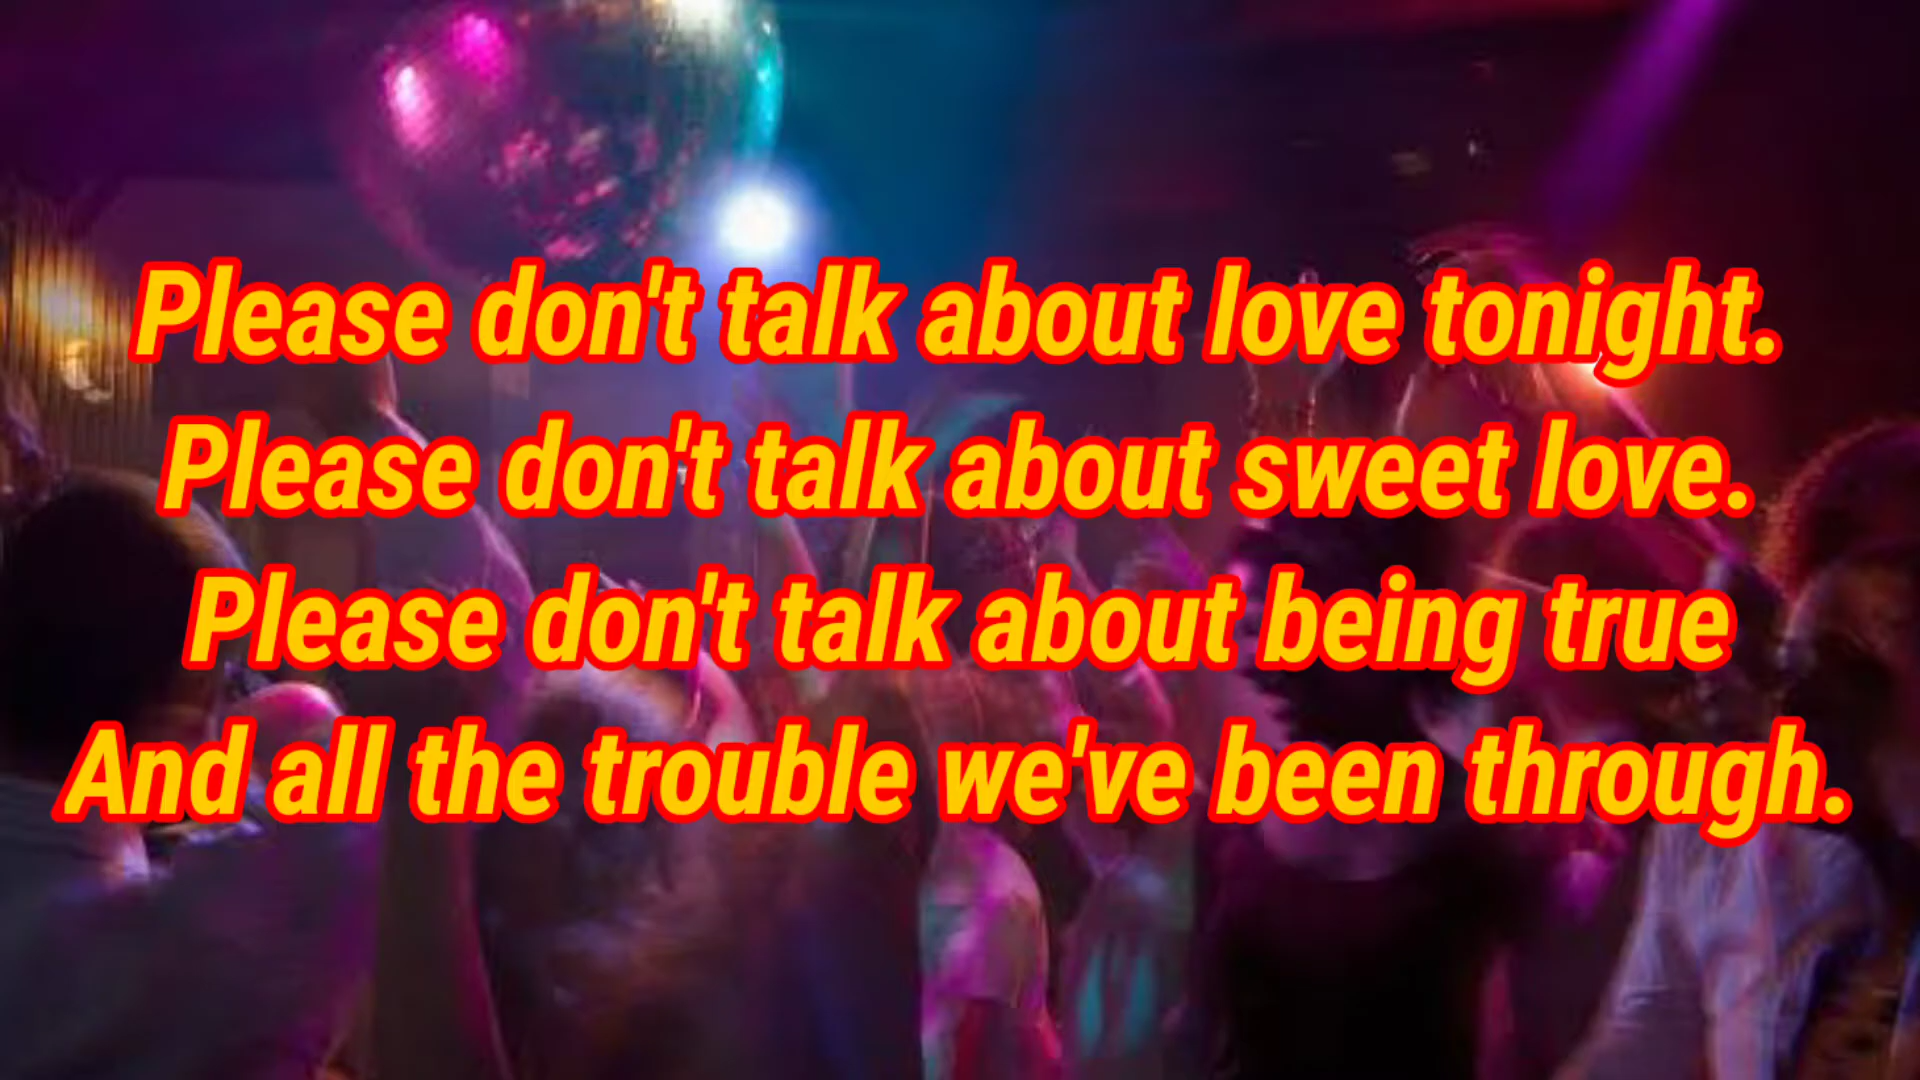 Please don't talk about love tonight.
Please don't talk about sweet love.
Please don't talk about being true
And all the trouble we've been through.